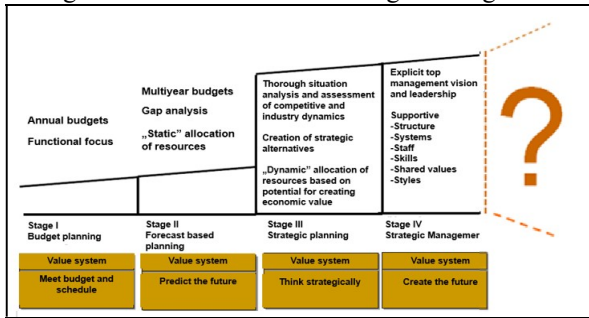 Annual budgets
Functional focus
Multiyear budgets
Gap analysis
„Static” allocation
of resources
Thorough situation
analysis and assessment
of competitive and
industry dynamics
Creation of strategic
alternatives
„Dynamic” allocation of
resources based on
potential for creating
economic value
Explicit top
management vision
and leadership
Supportive
-Structure
-Systems
-Staff
-Skills
-Shared values
-Styles
?
Stage I
Budget planning
Stage II
Forecast based
planning
Stage III
Strategic planning
Stage IV
Strategic Managemer
Value system
Meet budget and
schedule
Value system
Predict the future
Value system
Think strategically
Value system
Create the future